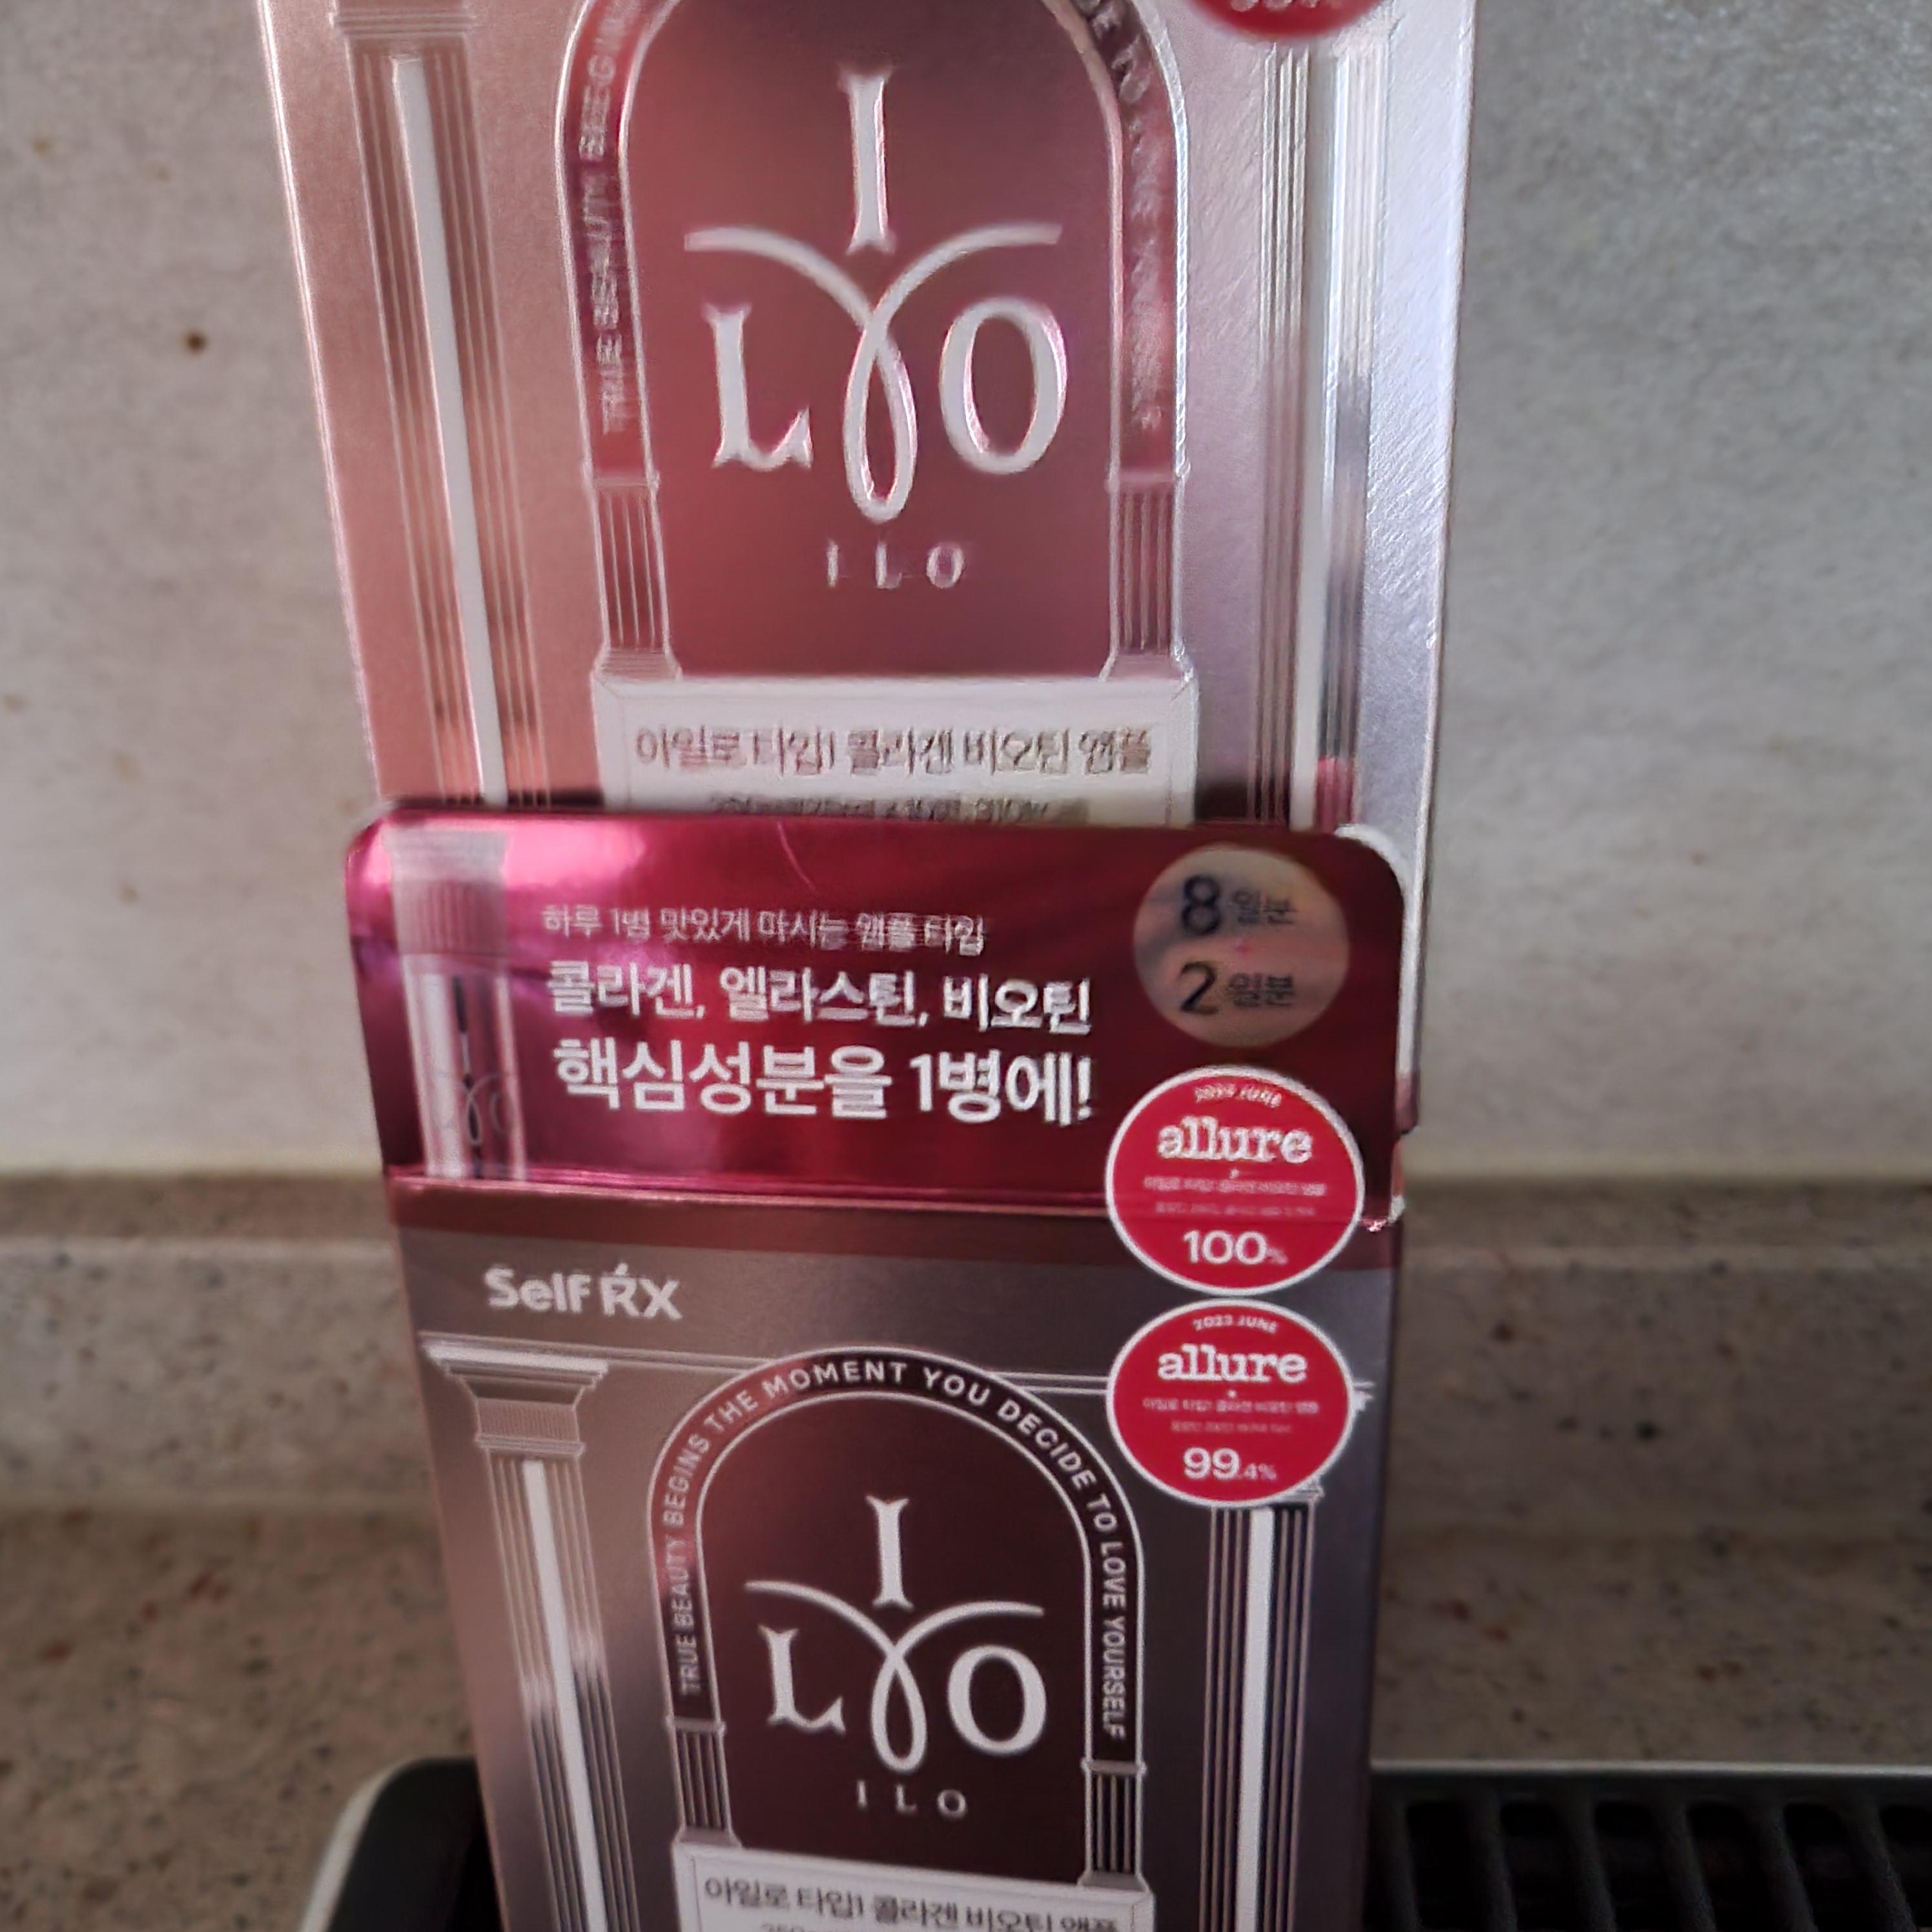 TRUE BEAUTY BEGINS
I
L O
ILO
아일로 타입1 콜라겐 비오틴 앰플
하루 1병 맛있게 마시는 앰플 타입
콜라겐, 엘라스틴, 비오틴
핵심성분을 1병에!
8일분
+
2일분
allure
100%
SelfRX
2023 JUNE
allure
99.4%
TRUE BEAUTY BEGINS THE MOMENT YOU DECIDE TO LOVE YOURSELF
I
L O
ILO
아일로 타입1 콜라겐 비오틴 앰플